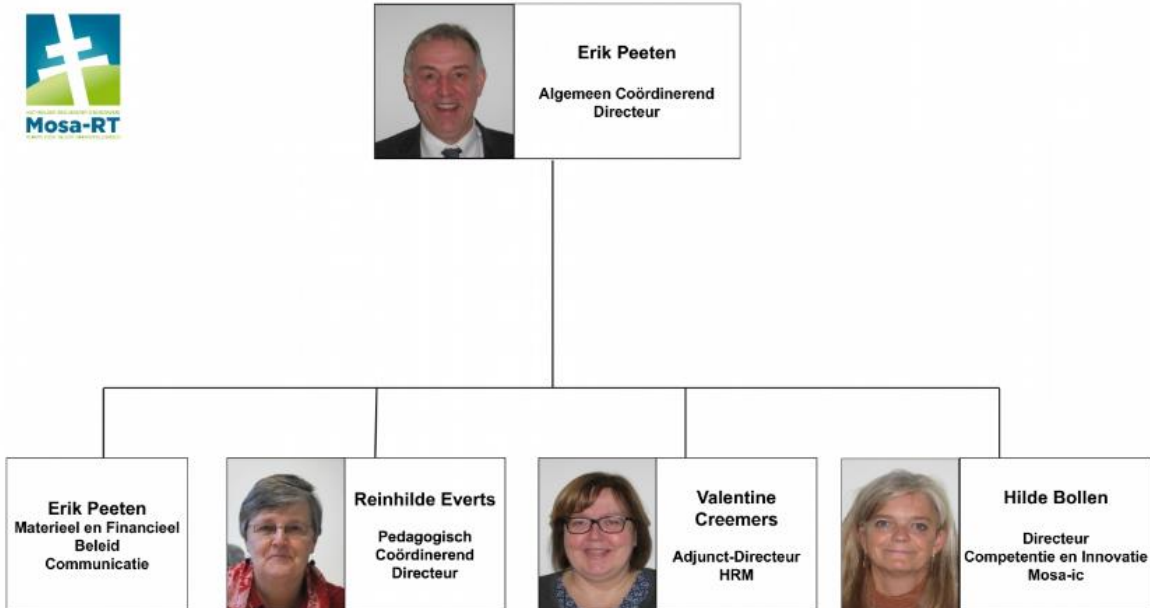 Mosa-RT
Erik Peeten
Algemeen Coördinerend
Directeur
Erik Peeten
Materieel en Financieel
Beleid
Communicatie
Reinhilde Everts
Pedagogisch
Coördinerend
Directeur
Valentine
Creemers
Adjunct-Directeur
HRM
Hilde Bollen
Directeur
Competentie en Innovatie
Mosa-ic